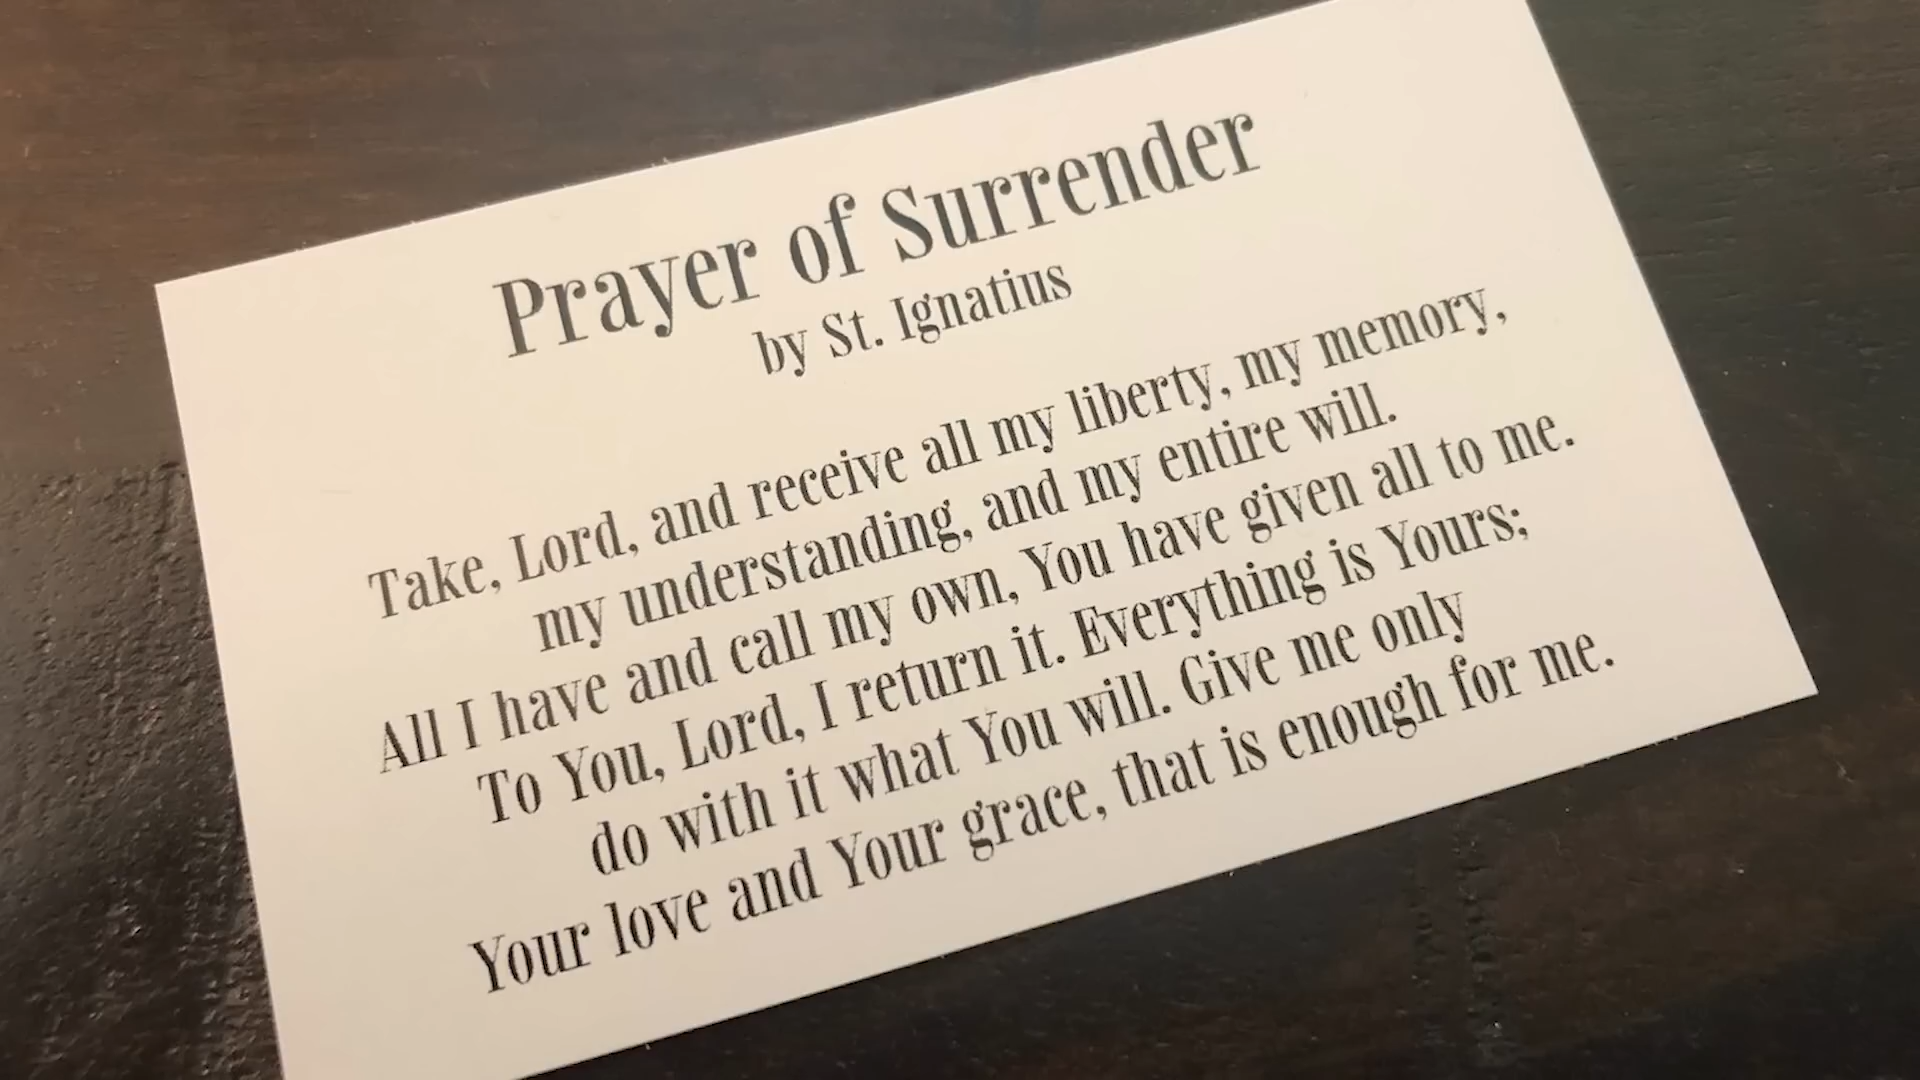 Prayer of Surrender
by St. Ignatius
Take, Lord, and receive all my liberty, my memory,
my understanding, and my entire will.
All I have and call my own, You have given all to me.
To You, Lord, I return it. Everything is Yours;
do with it what You will. Give me only
Your love and Your grace, that is enough for me.